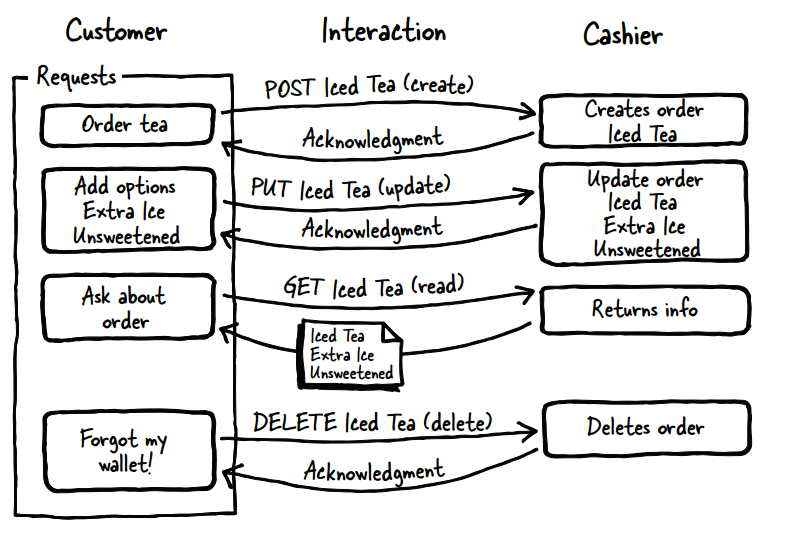 Customer
Interaction
Cashier
Requests
Order tea
POST Iced Tea (create)
Acknowledgment
Creates order
Iced Tea
Add options
Extra Ice
Unsweetened
PUT Iced Tea (update)
Acknowledgment
Update order
Iced Tea
Extra Ice
Unsweetened
Ask about
order
GET Iced Tea (read)
Iced Tea
Extra Ice
Unsweetened
Returns info
Forgot my
wallet!
DELETE Iced Tea (delete)
Acknowledgment
Deletes order